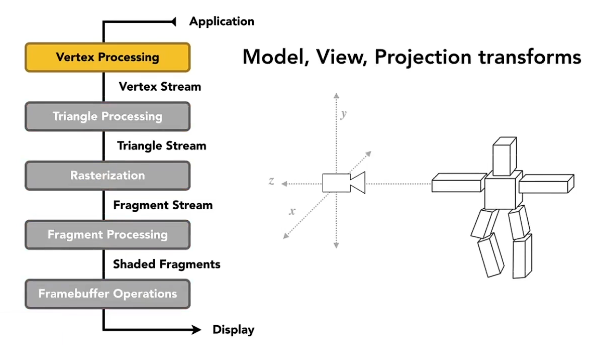 Application
Vertex Processing
Vertex Stream
Triangle Processing
Triangle Stream
Rasterization
Fragment Stream
Fragment Processing
Shaded Fragments
Framebuffer Operations
Display
Model, View, Projection transforms
y
z
x